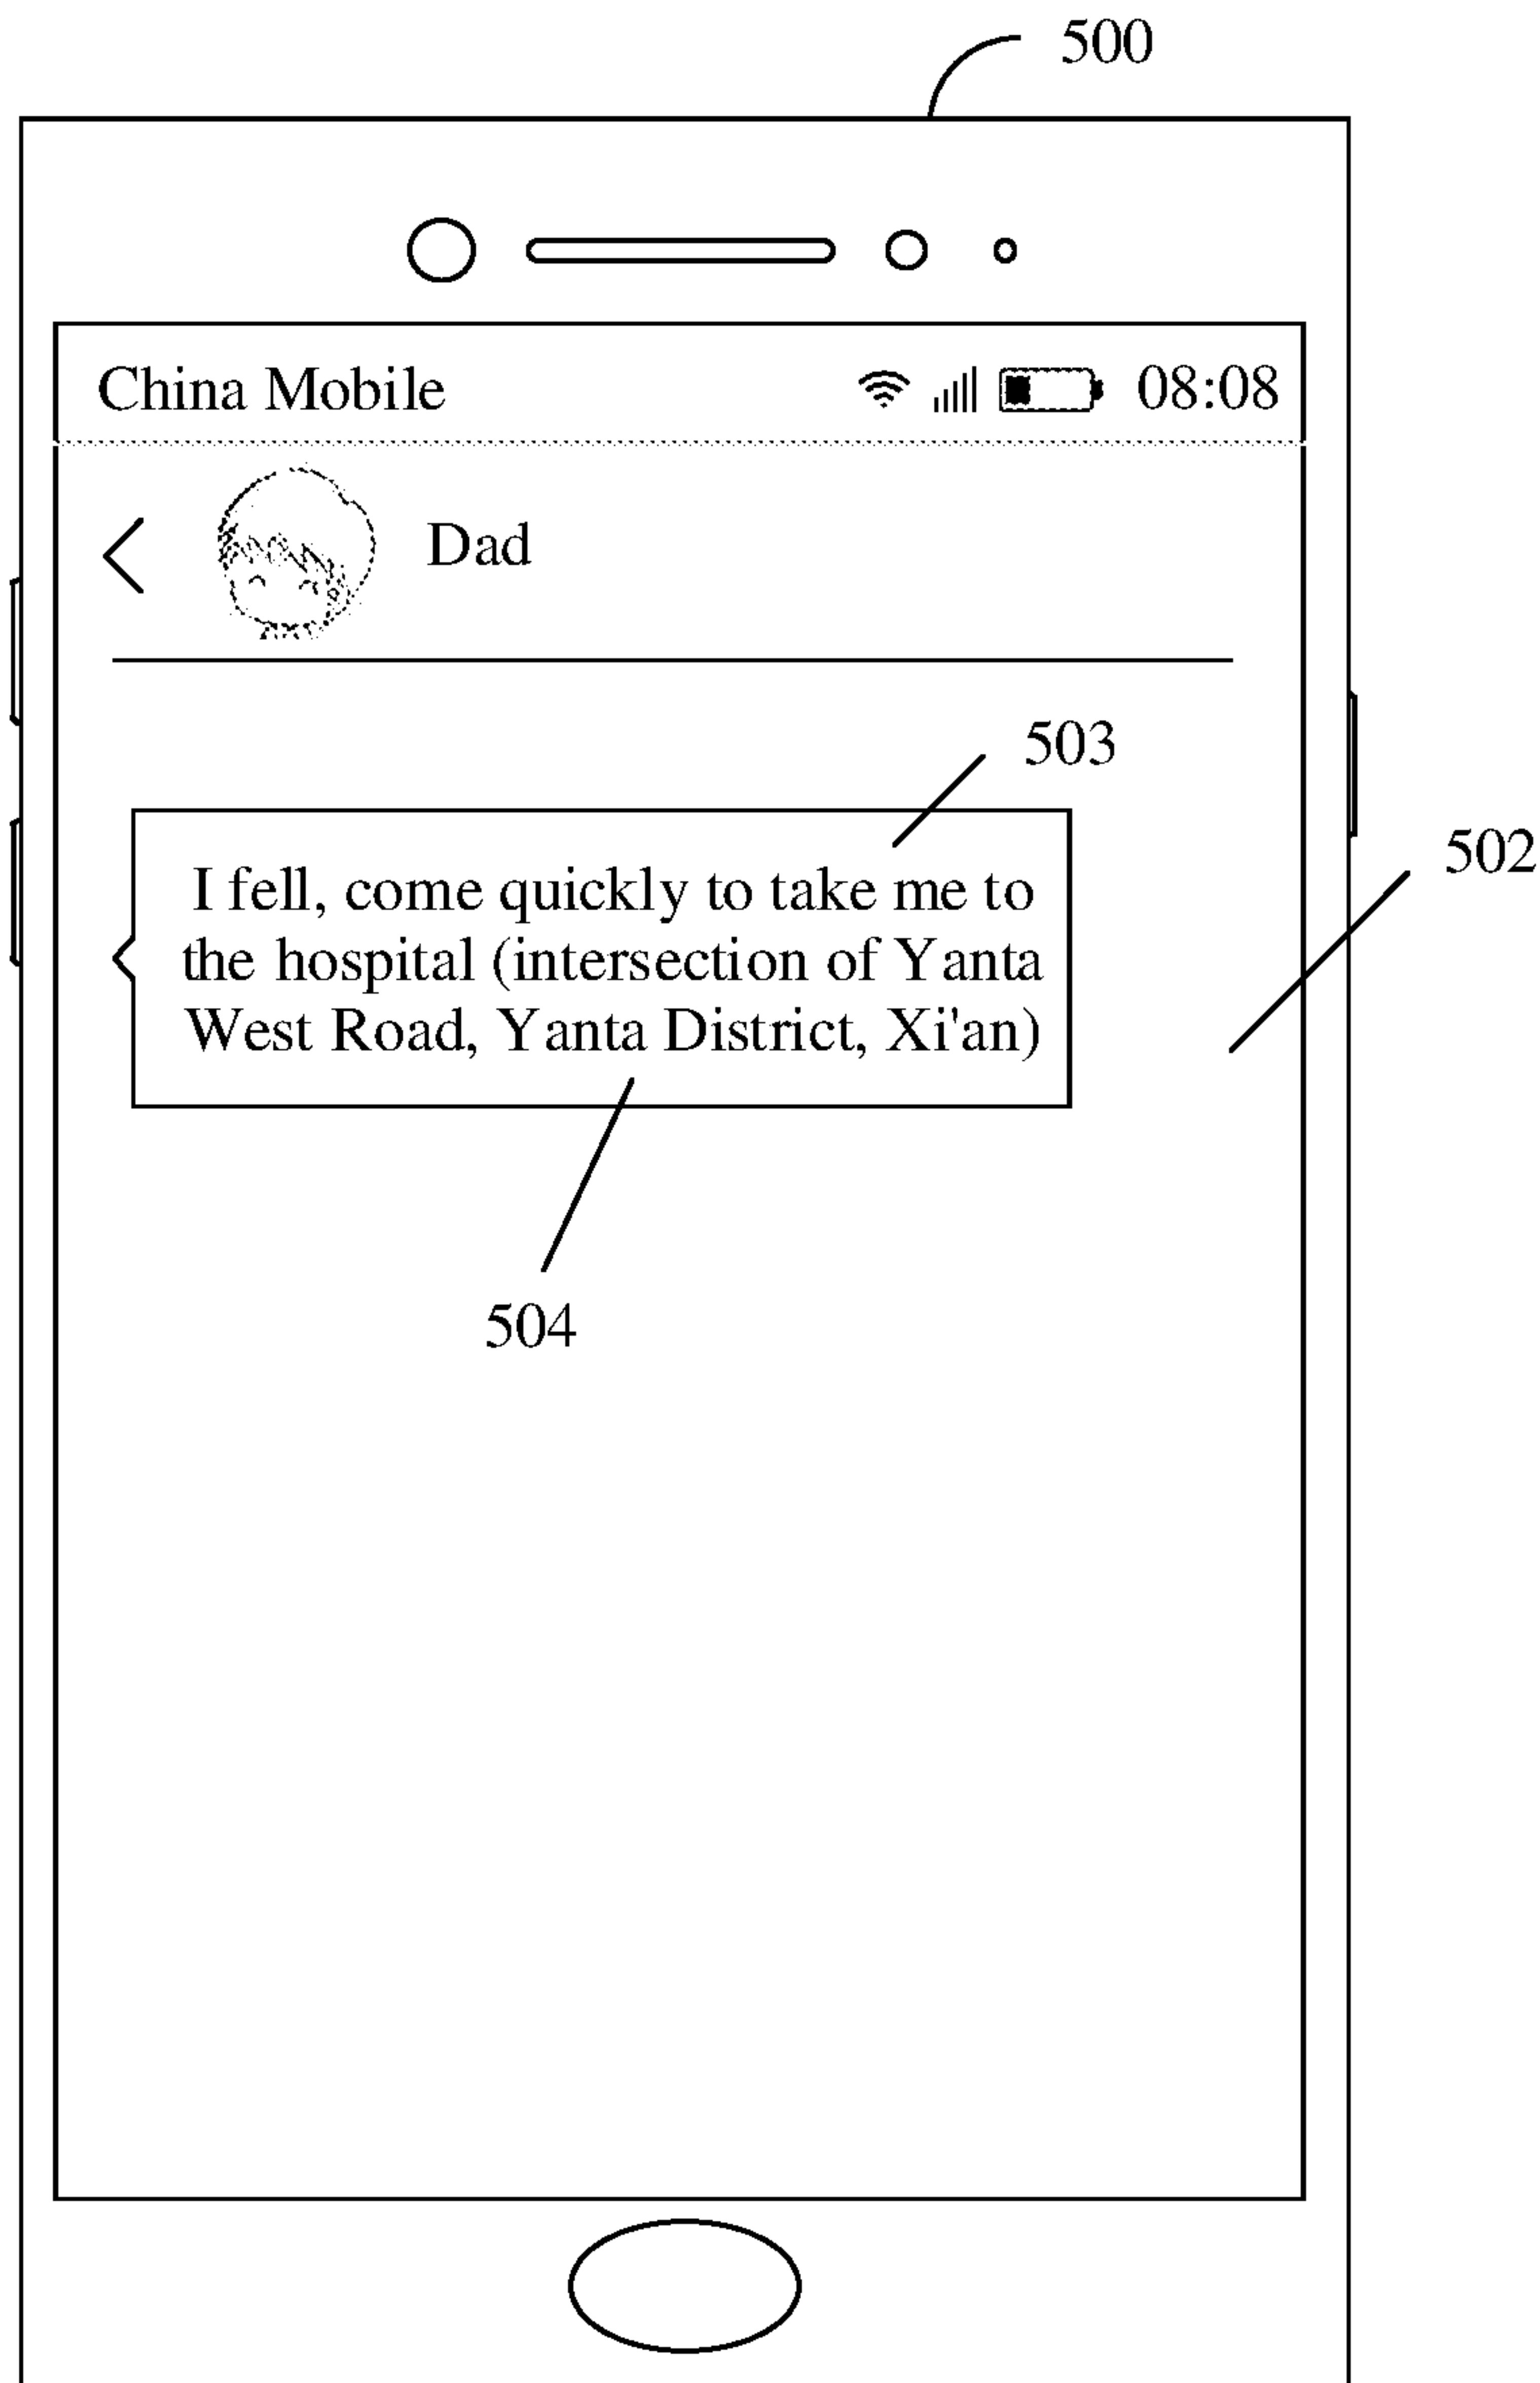 500
China Mobile 08:08
Dad
503
502
I fell, come quickly to take me to
the hospital (intersection of Yanta
West Road, Yanta District, Xi'an)
504